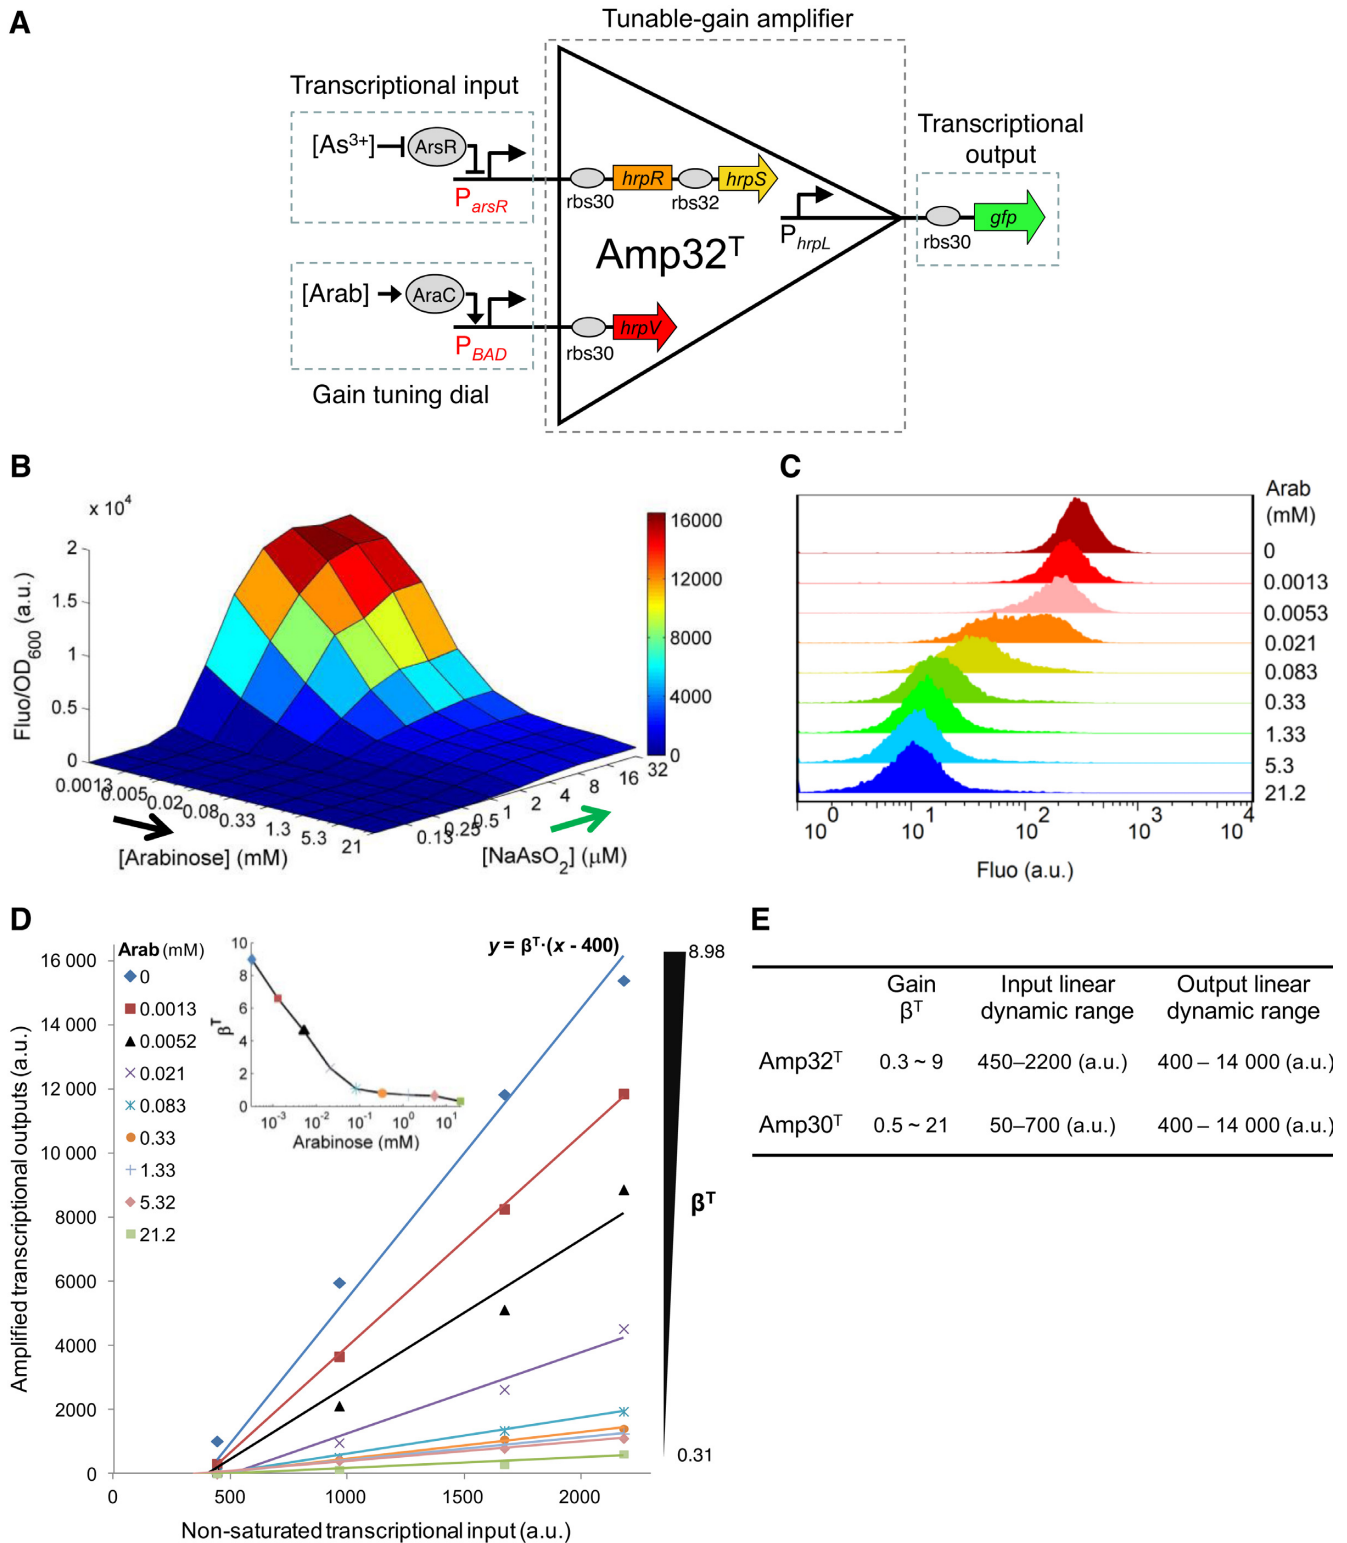 A
Tunable-gain amplifier
Transcriptional input
[As3+]
ArsR
ParsR
rbs30
hrpR
rbs32
hrpS
PhrpL
Amp32T
Transcriptional
output
rbs30
gfp
[Arab]
AraC
PBAD
rbs30
hrpV
Gain tuning dial
B
x 10^4
Fluo/OD600 (a.u.)
2
1.5
1
0.5
0
0.0013
0.005
0.02
0.08
0.33
1.3
5.3
21
[Arabinose] (mM)
0.13
0.25
0.5
1
2
4
8
16
32
[NaAsO2] (μM)
16000
12000
8000
4000
0
C
Arab
(mM)
0
0.0013
0.0053
0.021
0.083
0.33
1.33
5.3
21.2
10^0 10^1 10^2 10^3 10^4
Fluo (a.u.)
D
Amplified transcriptional outputs (a.u.)
16 000
14 000
12 000
10 000
8000
6000
4000
2000
0
0 500 1000 1500 2000
Non-saturated transcriptional input (a.u.)
Arab (mM)
0
0.0013
0.0052
0.021
0.083
0.33
1.33
5.32
21.2
βT
10
8
6
4
2
0
10^-3 10^-2 10^-1 10^0 10^1
Arabinose (mM)
y = βT·(x - 400)
8.98
βT
0.31
E
Gain Input linear Output linear
βT dynamic range dynamic range
Amp32T 0.3 ~ 9 450–2200 (a.u.) 400 – 14 000 (a.u.)
Amp30T 0.5 ~ 21 50–700 (a.u.) 400 – 14 000 (a.u.)